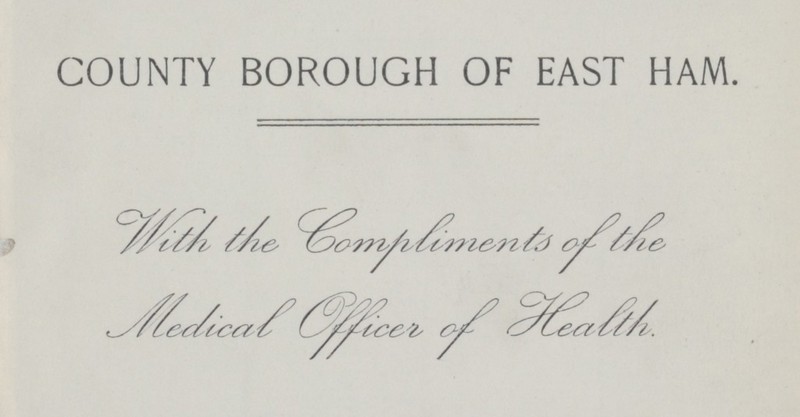 COUNTY BOROUGH OF EAST HAM.
With the Compliments of the
Medical Officer of Health.